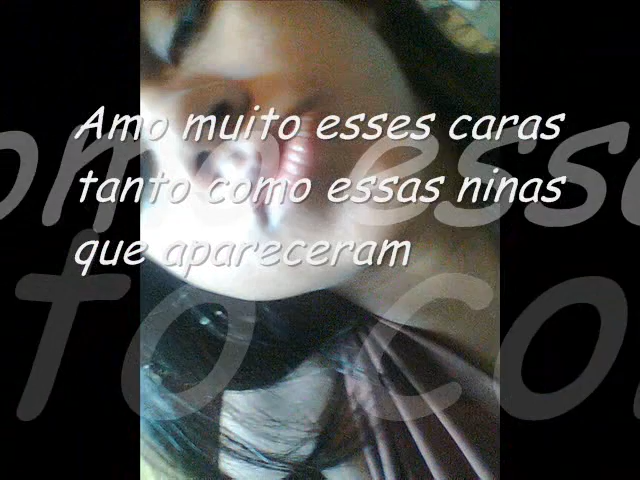 Amo muito esses caras
tanto como essas ninas
que apareceram